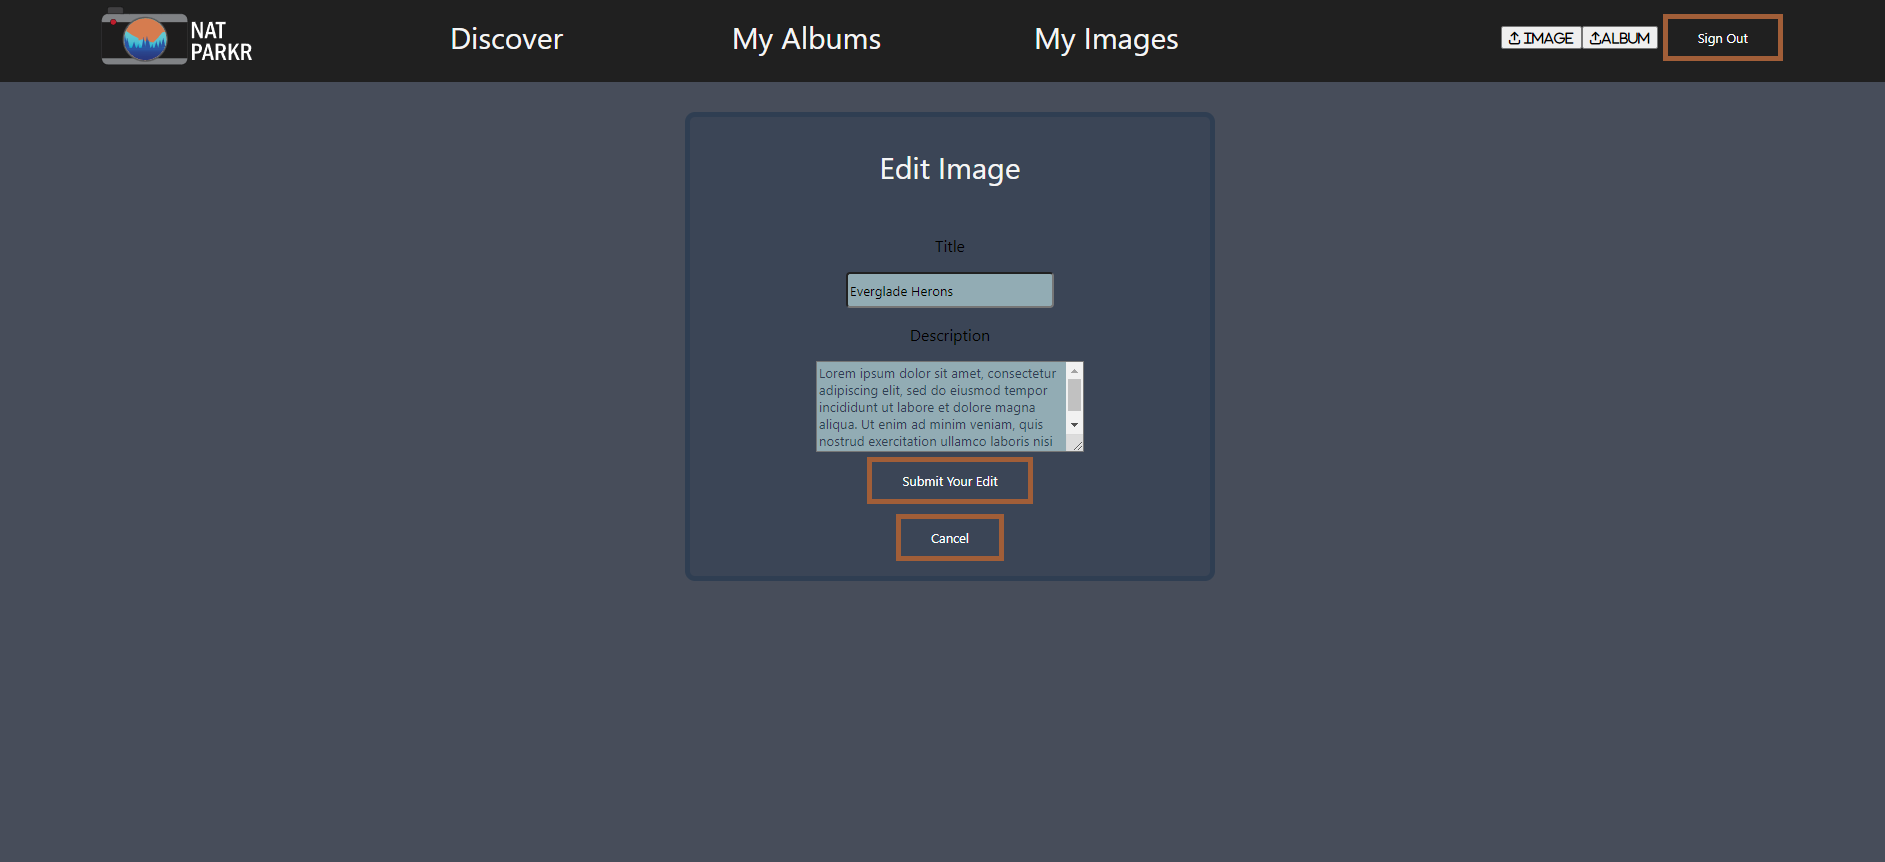 NAT
PARKR
Discover
My Albums
My Images
IMAGE
ALBUM
Sign Out
Edit Image
Title
Everglade Herons
Description
Lorem ipsum dolor sit amet, consectetur
adipiscing elit, sed do eiusmod tempor
incididunt ut labore et dolore magna
aliqua. Ut enim ad minim veniam, quis
nostrud exercitation ullamco laboris nisi
Submit Your Edit
Cancel